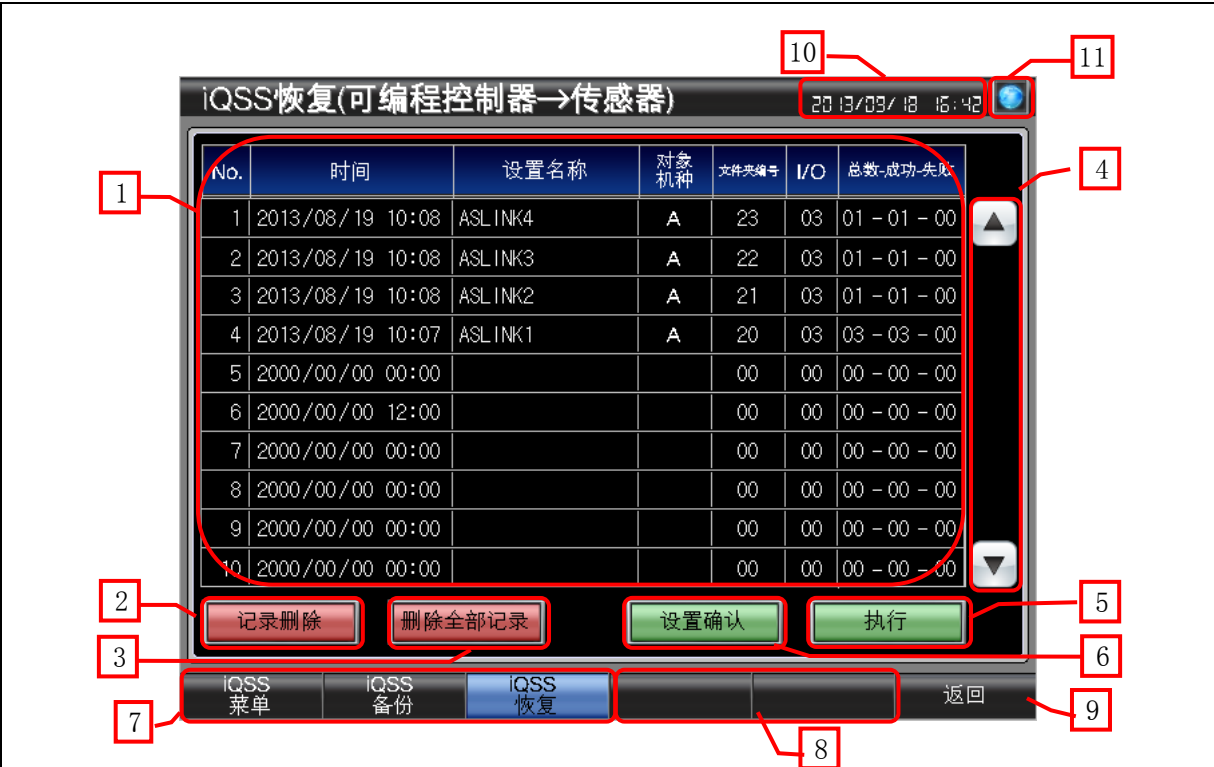 10
11
iQSS恢复(可编程控制器→传感器)
2013/09/18 16:42
No. 时间 设置名称 对象机种 文件夹编号 I/O 总数-成功-失败
1
4
1 2013/08/19 10:08 ASLINK4 A 23 03 01-01-00
▲
2 2013/08/19 10:08 ASLINK3 A 22 03 01-01-00
3 2013/08/19 10:08 ASLINK2 A 21 03 01-01-00
4 2013/08/19 10:07 ASLINK1 A 20 03 03-03-00
5 2000/00/00 00:00 00 00 00-00-00
6 2000/00/00 12:00 00 00 00-00-00
7 2000/00/00 00:00 00 00 00-00-00
8 2000/00/00 00:00 00 00 00-00-00
9 2000/00/00 00:00 00 00 00-00-00
10 2000/00/00 00:00 00 00 00-00-00
▼
2
记录删除 删除全部记录 设置确认 执行
5
3
6
iQSS
菜单
iQSS
备份
iQSS
恢复
返回
7
8
9